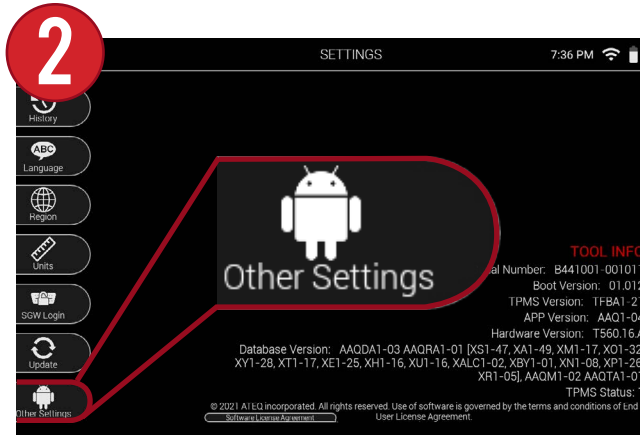 2
SETTINGS 7:36 PM
History
ABC
Language
Region
Units
SGW Login
Update
Other Settings
Other Settings
TOOL INFO
al Number: B441001-001011
Boot Version: 01.012
TPMS Version: TFBA1-21
APP Version: AAQ1-04
Hardware Version: T560.16.A
Database Version: AAQDA1-03 AAQRA1-01 [XS1-47, XA1-49, XM1-17, XO1-32
XY1-28, XT1-17, XE1-25, XH1-16, XU1-16, XALC1-02, XBY1-01, XN1-08, XP1-26
XR1-05], AAQM1-02 AAQTA1-01
TPMS Status:
© 2021 ATEQ incorporated. All rights reserved. Use of software is governed by the terms and conditions of End
Software License Agreement User License Agreement.